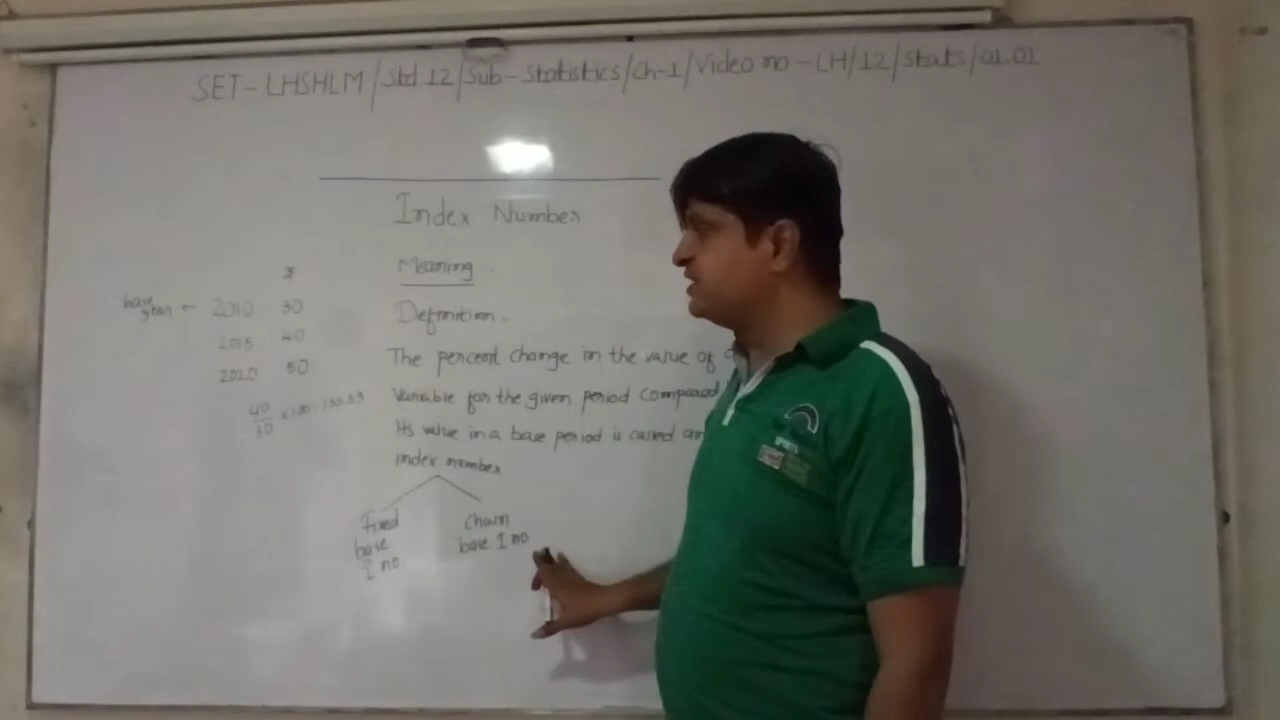 SET-LHSHLM/Std 12/Sub-Statistics/Ch-1/Video no-LH/12/Stats/01.01
Index Number
Meaning :-
Definition :-
The percent change in the value of a
Variable for the given period compared
Its value in a base period is called an
index number
Fixed
base
I no
Chain
base I no
₹
base
year ← 2010 30
2015 40
2020 50
40/30 × 100 = 133.33